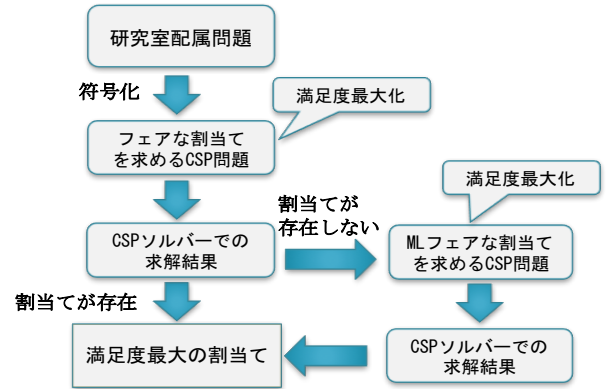 研究室配属問題
符号化
満足度最大化
フェアな割当て
を求めるCSP問題
満足度最大化
割当てが
存在しない
CSPソルバーでの
求解結果
MLフェアな割当て
を求めるCSP問題
割当てが存在
満足度最大の割当て
CSPソルバーでの
求解結果